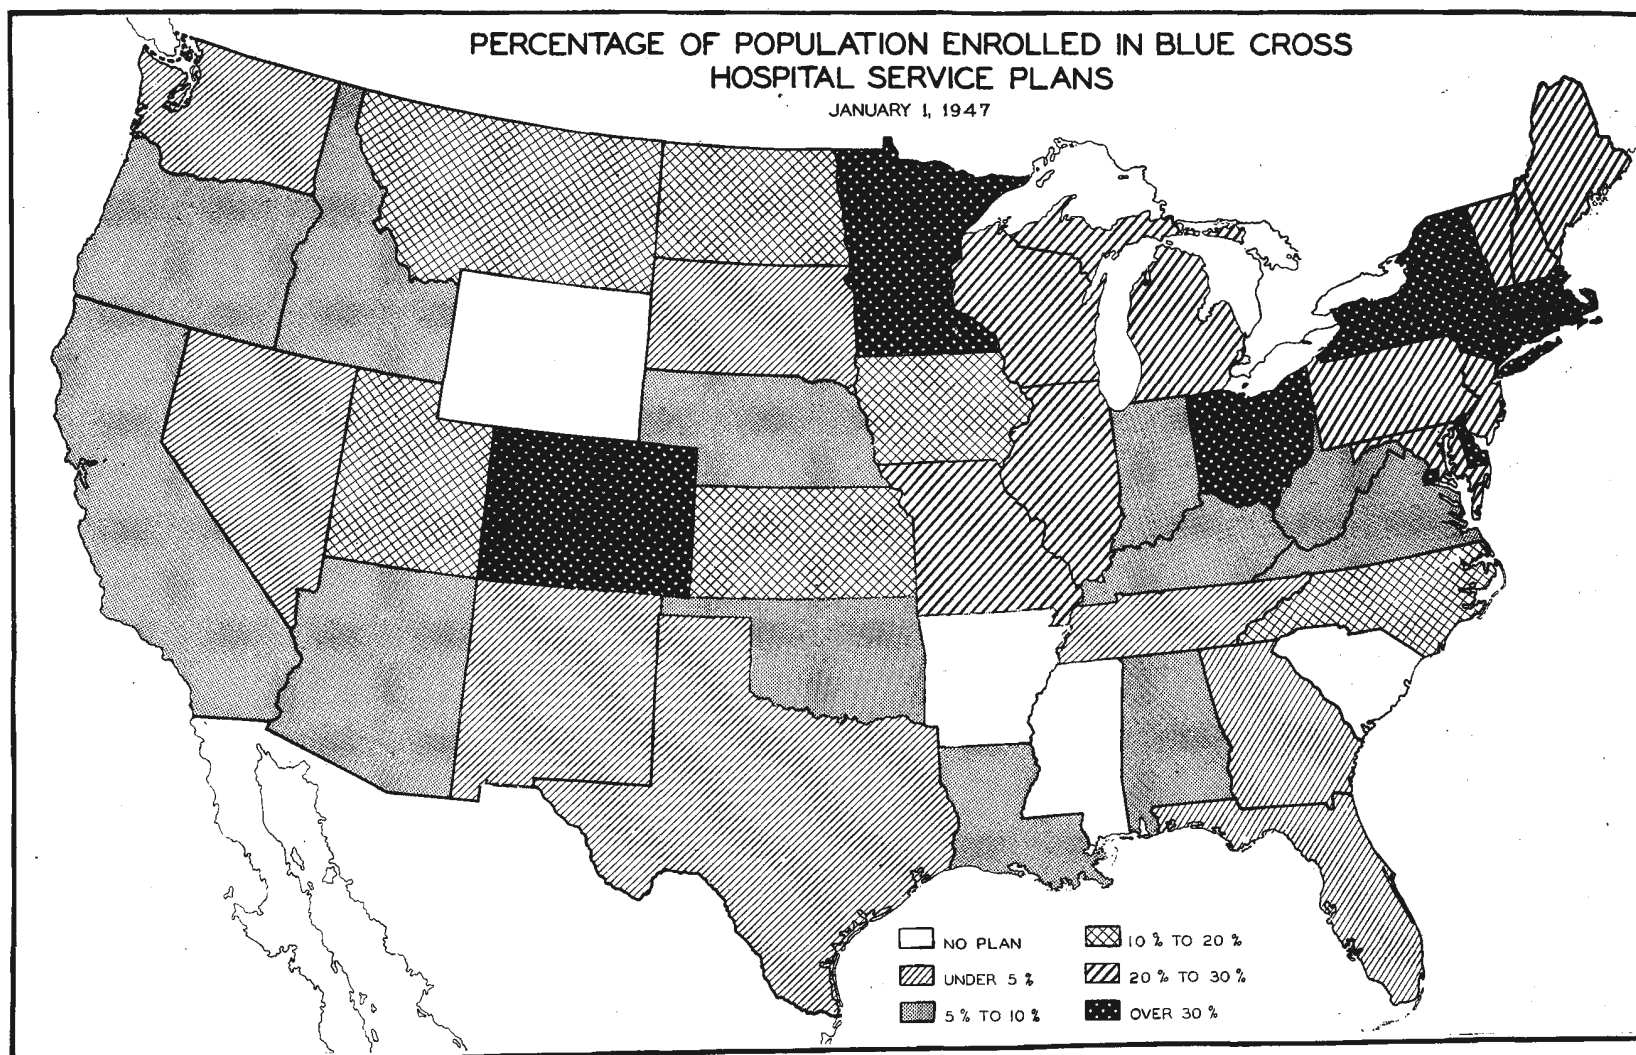 PERCENTAGE OF POPULATION ENROLLED IN BLUE CROSS
HOSPITAL SERVICE PLANS
JANUARY 1, 1947
NO PLAN
UNDER 5%
5% TO 10%
10% TO 20%
20% TO 30%
OVER 30%